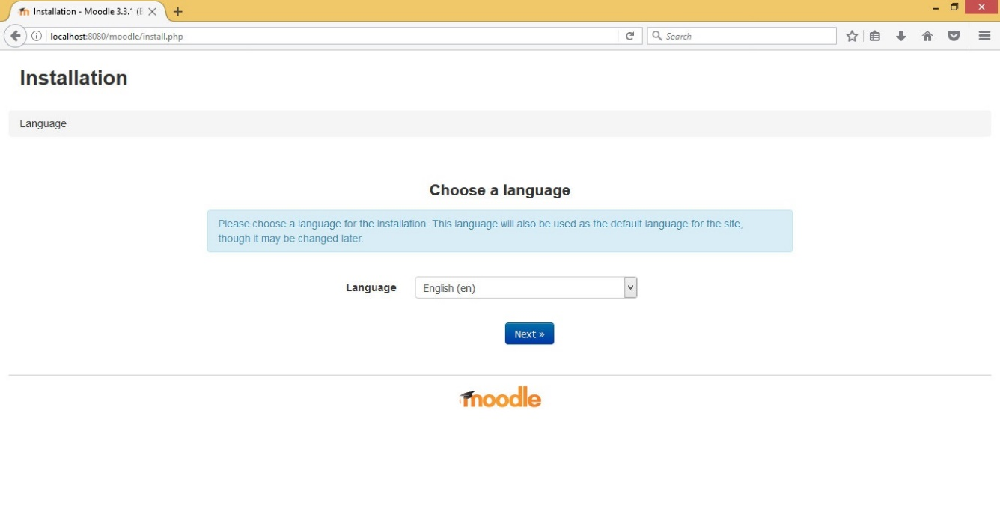 Installation - Moodle 3.3.1 (E
localhost:8080/moodle/install.php
Search
Installation
Language
Choose a language
Please choose a language for the installation. This language will also be used as the default language for the site,
though it may be changed later.
Language English (en)
Next »
moodle